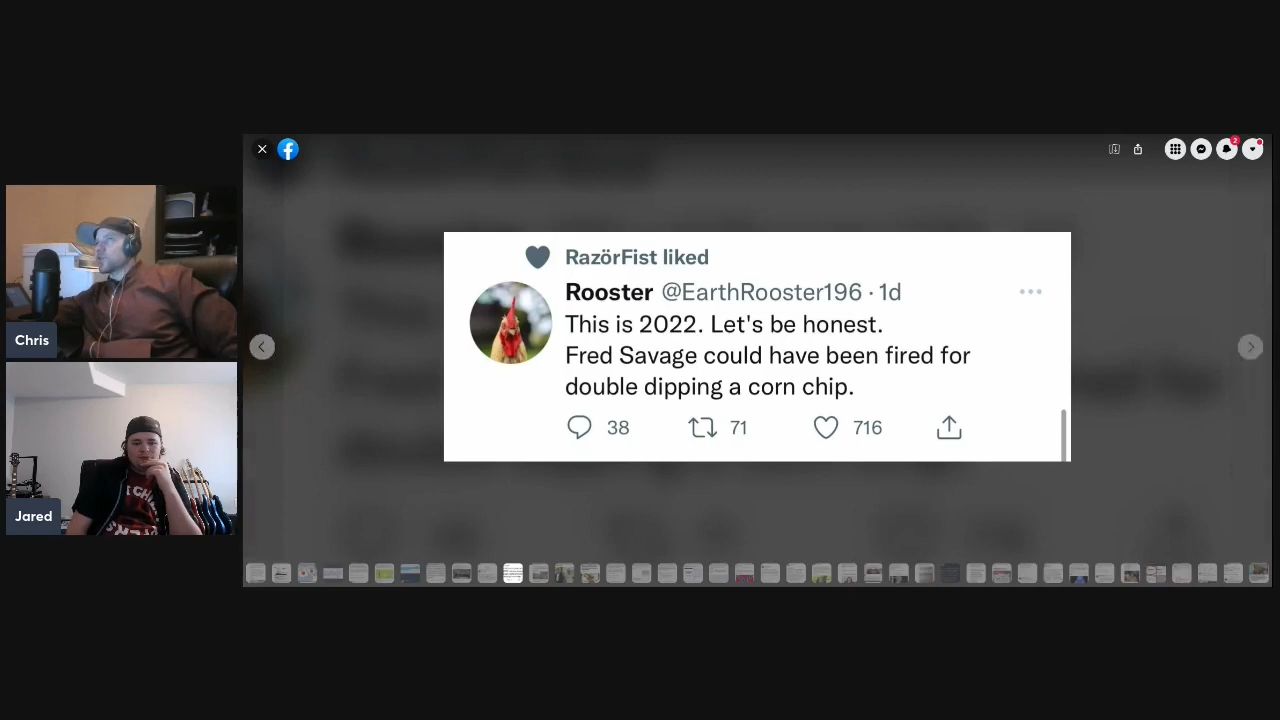 RazörFist liked
Rooster @EarthRooster196 · 1d
This is 2022. Let's be honest.
Fred Savage could have been fired for
double dipping a corn chip.
38 71 716
2
Chris
Jared